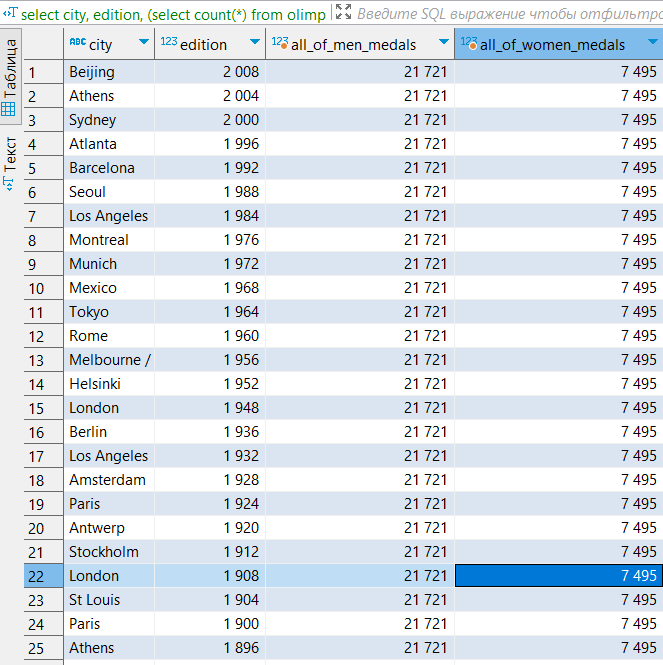 select city, edition, (select count(*) from olimp Введите SQL выражение чтобы отфильтро
Таблица
Текст
ABC city 123 edition 123 all_of_men_medals 123 all_of_women_medals
1 Beijing 2 008 21 721 7 495
2 Athens 2 004 21 721 7 495
3 Sydney 2 000 21 721 7 495
4 Atlanta 1 996 21 721 7 495
5 Barcelona 1 992 21 721 7 495
6 Seoul 1 988 21 721 7 495
7 Los Angeles 1 984 21 721 7 495
8 Montreal 1 976 21 721 7 495
9 Munich 1 972 21 721 7 495
10 Mexico 1 968 21 721 7 495
11 Tokyo 1 964 21 721 7 495
12 Rome 1 960 21 721 7 495
13 Melbourne / 1 956 21 721 7 495
14 Helsinki 1 952 21 721 7 495
15 London 1 948 21 721 7 495
16 Berlin 1 936 21 721 7 495
17 Los Angeles 1 932 21 721 7 495
18 Amsterdam 1 928 21 721 7 495
19 Paris 1 924 21 721 7 495
20 Antwerp 1 920 21 721 7 495
21 Stockholm 1 912 21 721 7 495
22 London 1 908 21 721 7 495
23 St Louis 1 904 21 721 7 495
24 Paris 1 900 21 721 7 495
25 Athens 1 896 21 721 7 495